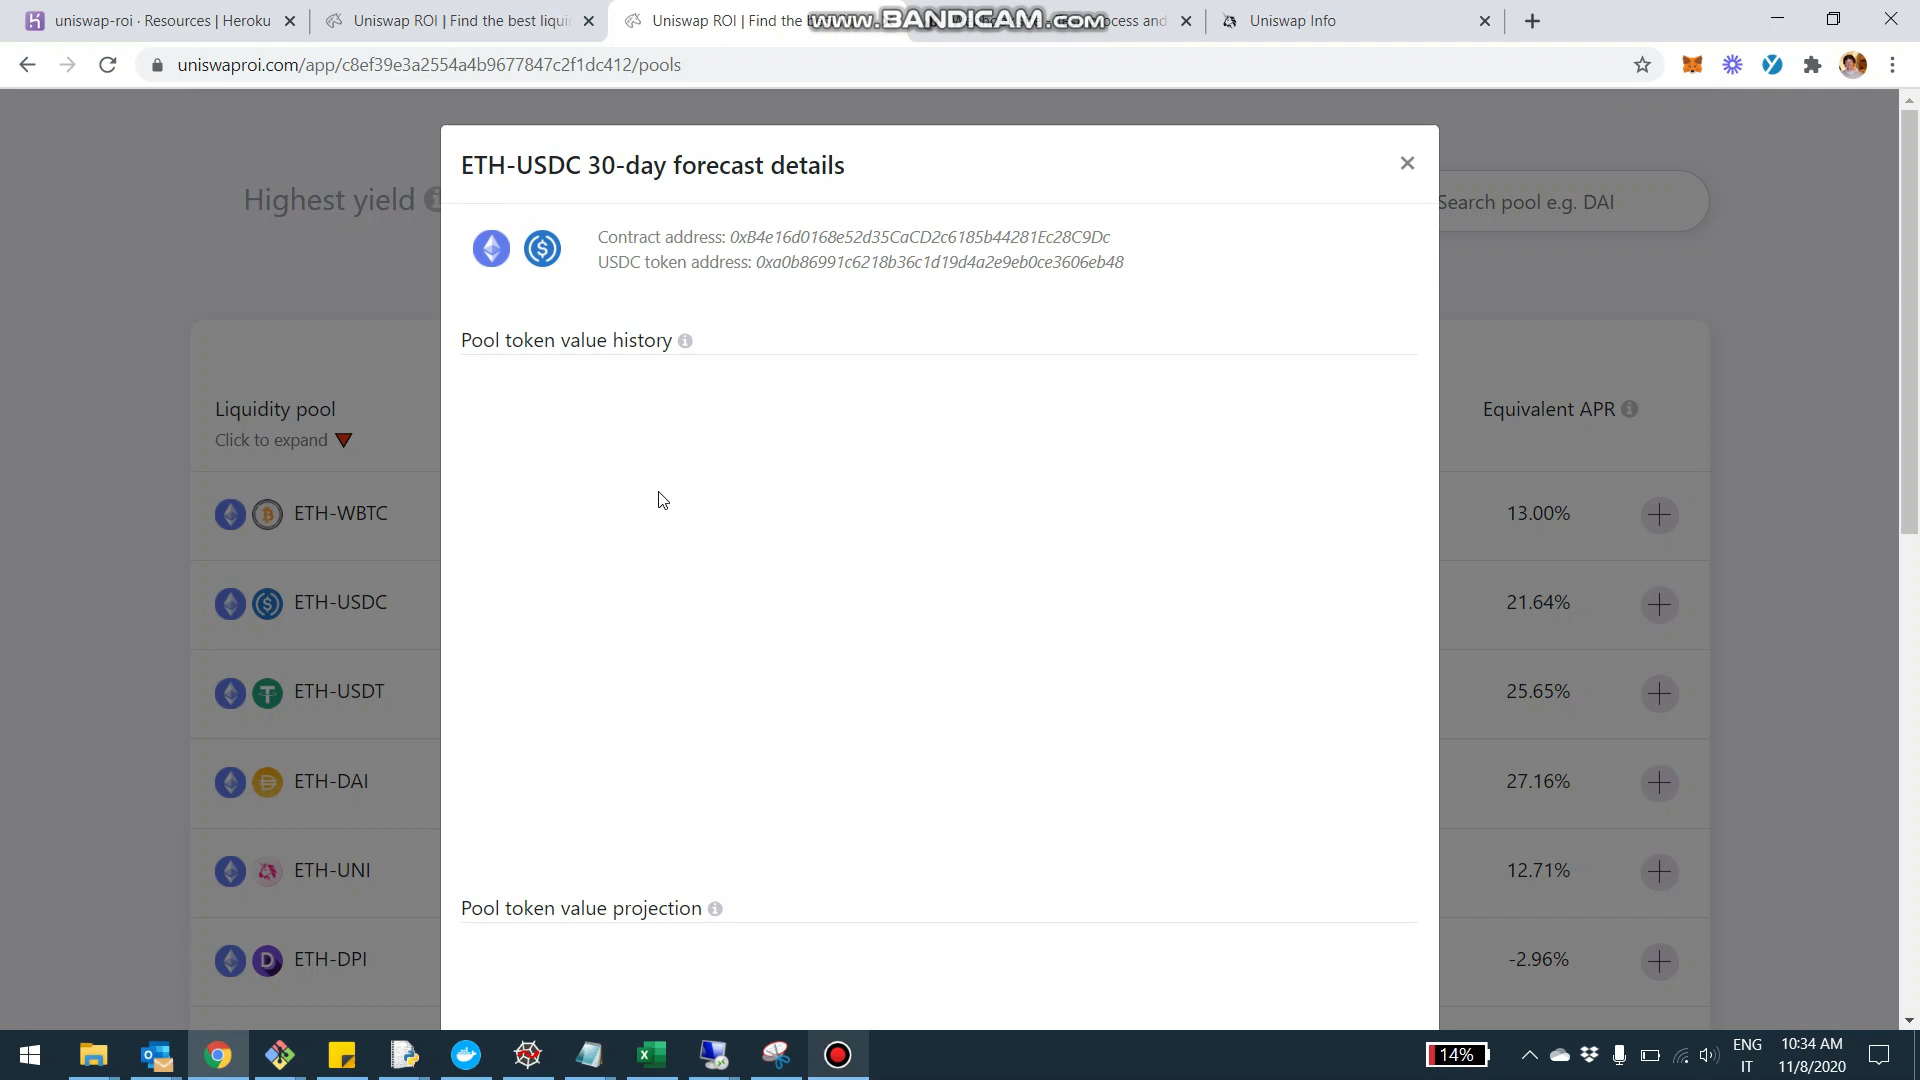 uniswap-roi · Resources | Heroku
Uniswap ROI | Find the best liqui
Uniswap ROI | Find the b
www.BANDICAM.com
ocess and
Uniswap Info
uniswaproi.com/app/c8ef39e3a2554a4b9677847c2f1dc412/pools
ETH-USDC 30-day forecast details
Highest yield
Search pool e.g. DAI
Contract address: 0xB4e16d0168e52d35CaCD2c6185b44281Ec28C9Dc
USDC token address: 0xa0b86991c6218b36c1d19d4a2e9eb0ce3606eb48
Pool token value history
Liquidity pool
Click to expand
Equivalent APR
ETH-WBTC
13.00%
ETH-USDC
21.64%
ETH-USDT
25.65%
ETH-DAI
27.16%
ETH-UNI
12.71%
Pool token value projection
ETH-DPI
-2.96%
14%
ENG
IT
10:34 AM
11/8/2020